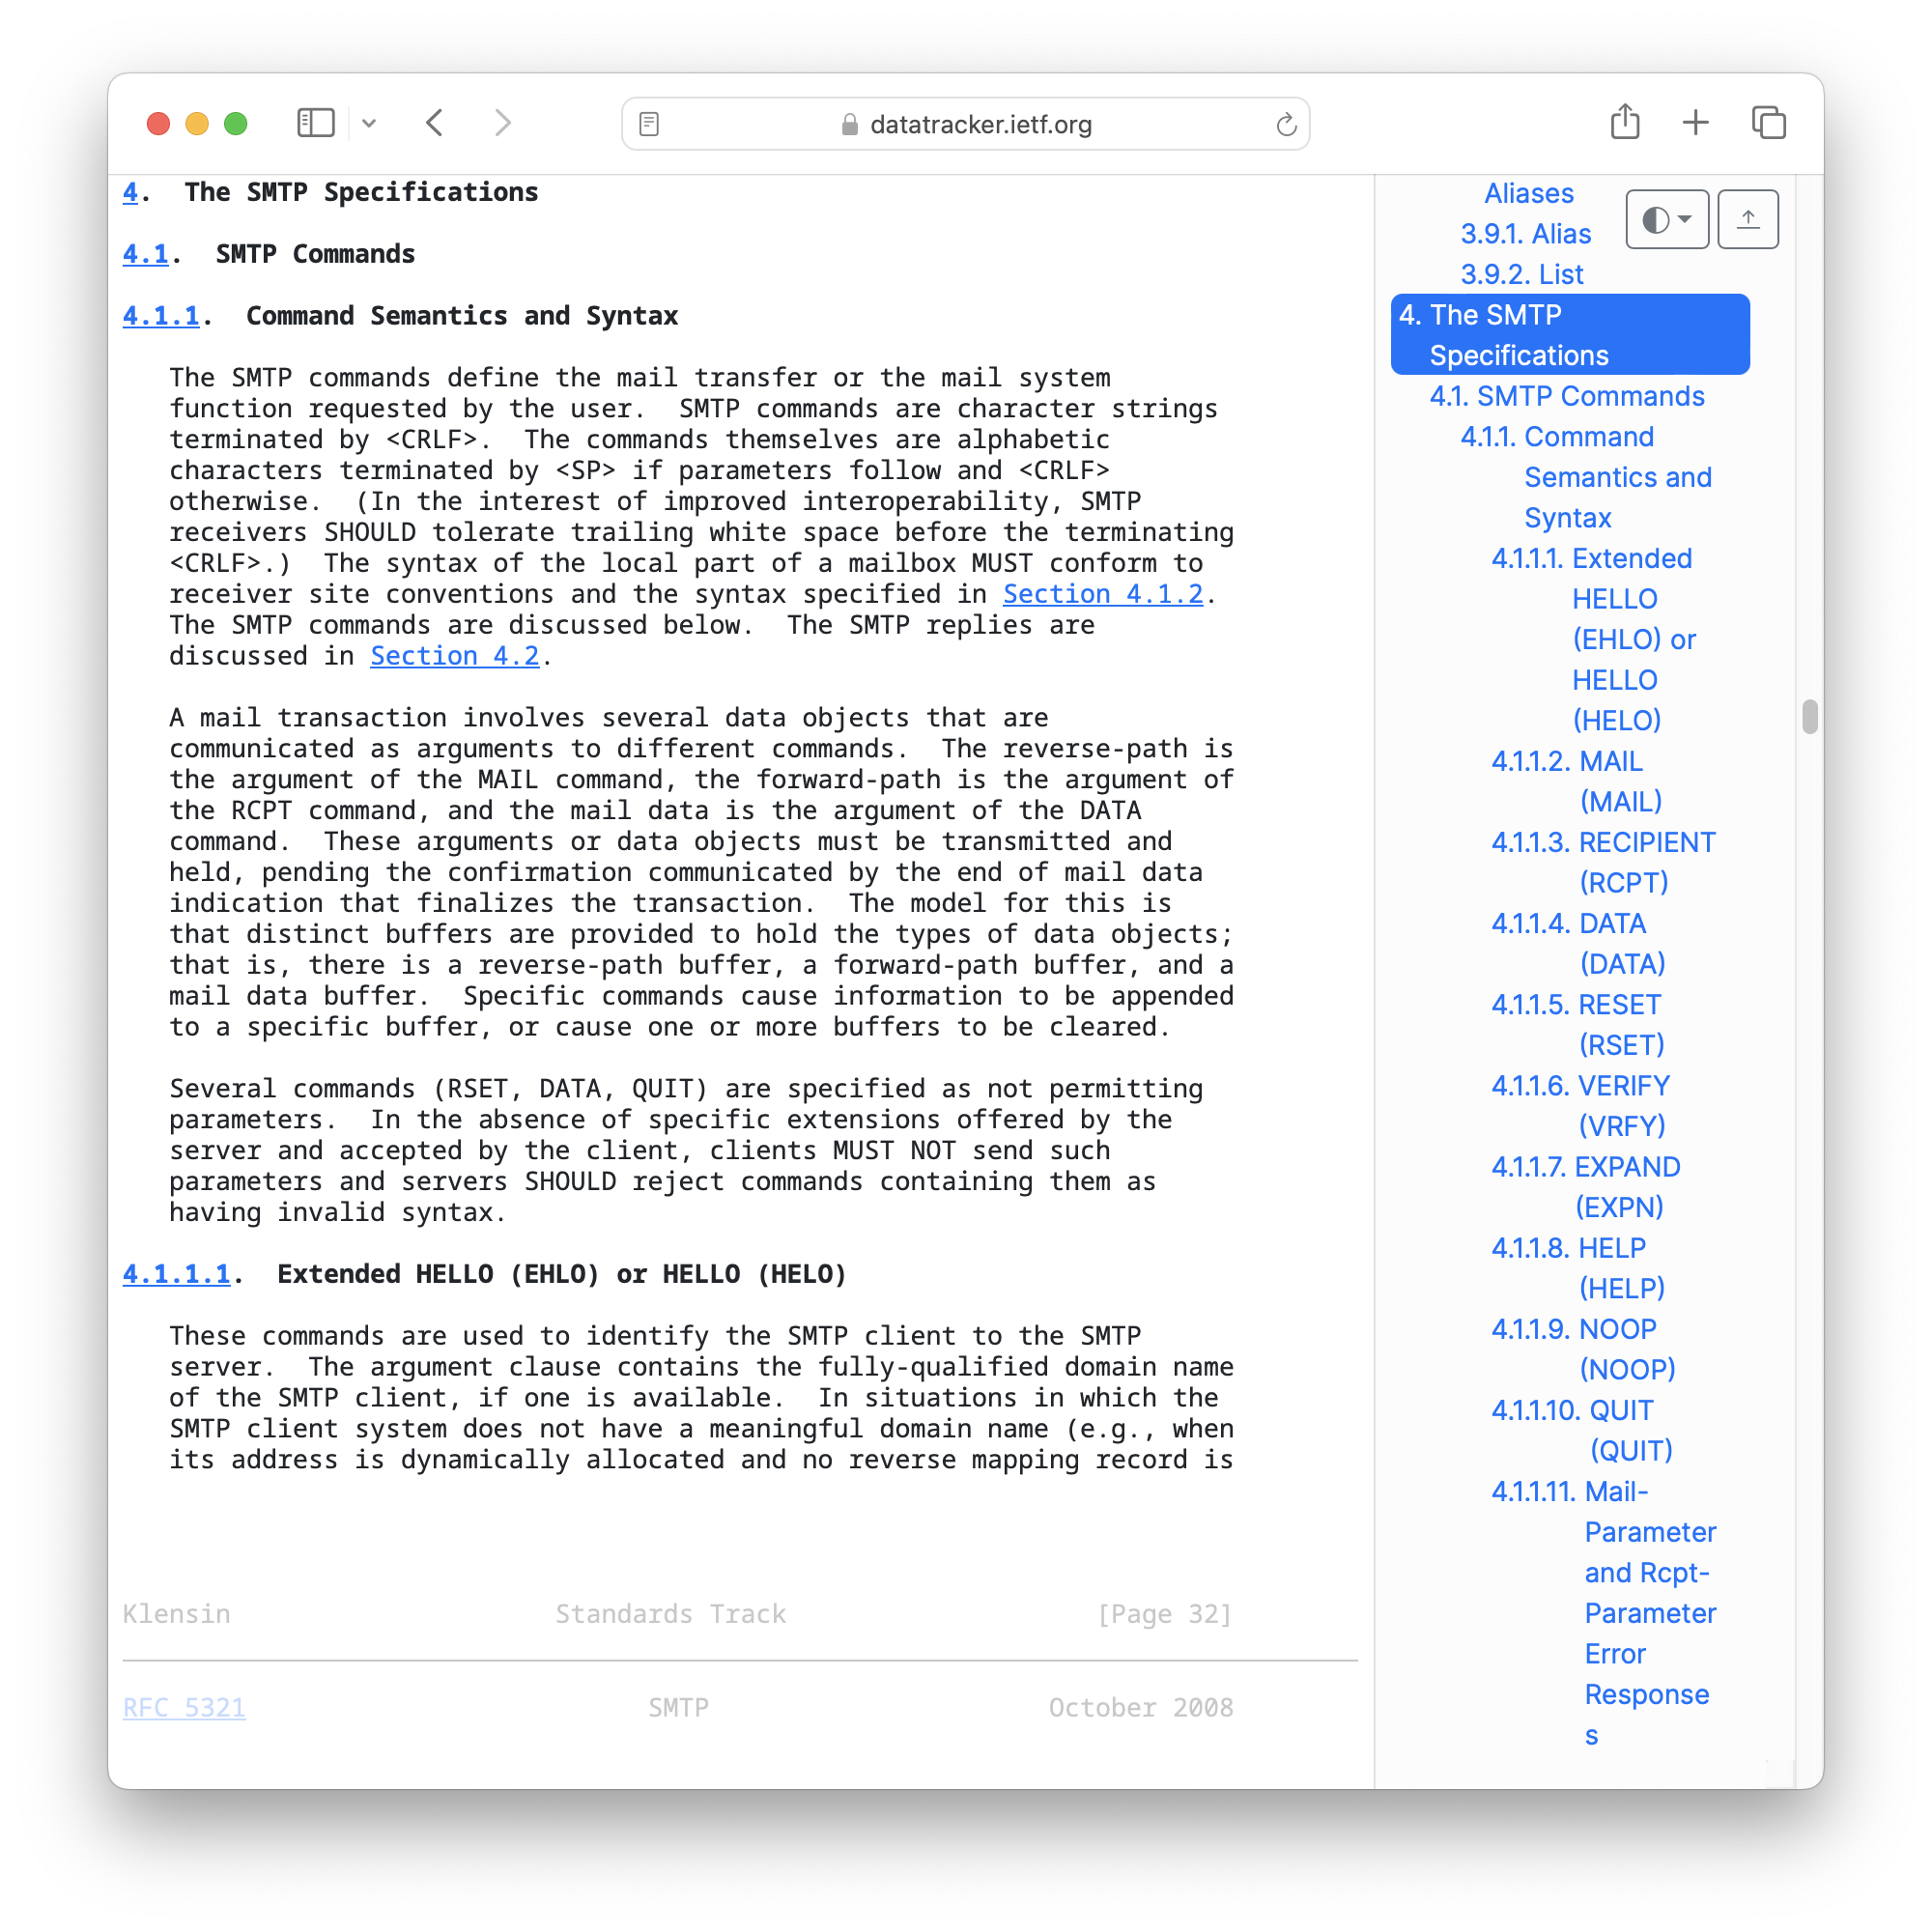 datatracker.ietf.org
4.  The SMTP Specifications
4.1.  SMTP Commands
4.1.1.  Command Semantics and Syntax
The SMTP commands define the mail transfer or the mail system
function requested by the user.  SMTP commands are character strings
terminated by <CRLF>.  The commands themselves are alphabetic
characters terminated by <SP> if parameters follow and <CRLF>
otherwise.  (In the interest of improved interoperability, SMTP
receivers SHOULD tolerate trailing white space before the terminating
<CRLF>.)  The syntax of the local part of a mailbox MUST conform to
receiver site conventions and the syntax specified in Section 4.1.2.
The SMTP commands are discussed below.  The SMTP replies are
discussed in Section 4.2.
A mail transaction involves several data objects that are
communicated as arguments to different commands.  The reverse-path is
the argument of the MAIL command, the forward-path is the argument of
the RCPT command, and the mail data is the argument of the DATA
command.  These arguments or data objects must be transmitted and
held, pending the confirmation communicated by the end of mail data
indication that finalizes the transaction.  The model for this is
that distinct buffers are provided to hold the types of data objects;
that is, there is a reverse-path buffer, a forward-path buffer, and a
mail data buffer.  Specific commands cause information to be appended
to a specific buffer, or cause one or more buffers to be cleared.
Several commands (RSET, DATA, QUIT) are specified as not permitting
parameters.  In the absence of specific extensions offered by the
server and accepted by the client, clients MUST NOT send such
parameters and servers SHOULD reject commands containing them as
having invalid syntax.
4.1.1.1.  Extended HELLO (EHLO) or HELLO (HELO)
These commands are used to identify the SMTP client to the SMTP
server.  The argument clause contains the fully-qualified domain name
of the SMTP client, if one is available.  In situations in which the
SMTP client system does not have a meaningful domain name (e.g., when
its address is dynamically allocated and no reverse mapping record is
Klensin Standards Track [Page 32]
RFC 5321 SMTP October 2008
Aliases
3.9.1. Alias
3.9.2. List
4. The SMTP
Specifications
4.1. SMTP Commands
4.1.1. Command
Semantics and
Syntax
4.1.1.1. Extended
HELLO
(EHLO) or
HELLO
(HELO)
4.1.1.2. MAIL
(MAIL)
4.1.1.3. RECIPIENT
(RCPT)
4.1.1.4. DATA
(DATA)
4.1.1.5. RESET
(RSET)
4.1.1.6. VERIFY
(VRFY)
4.1.1.7. EXPAND
(EXPN)
4.1.1.8. HELP
(HELP)
4.1.1.9. NOOP
(NOOP)
4.1.1.10. QUIT
(QUIT)
4.1.1.11. Mail-
Parameter
and Rcpt-
Parameter
Error
Response
s